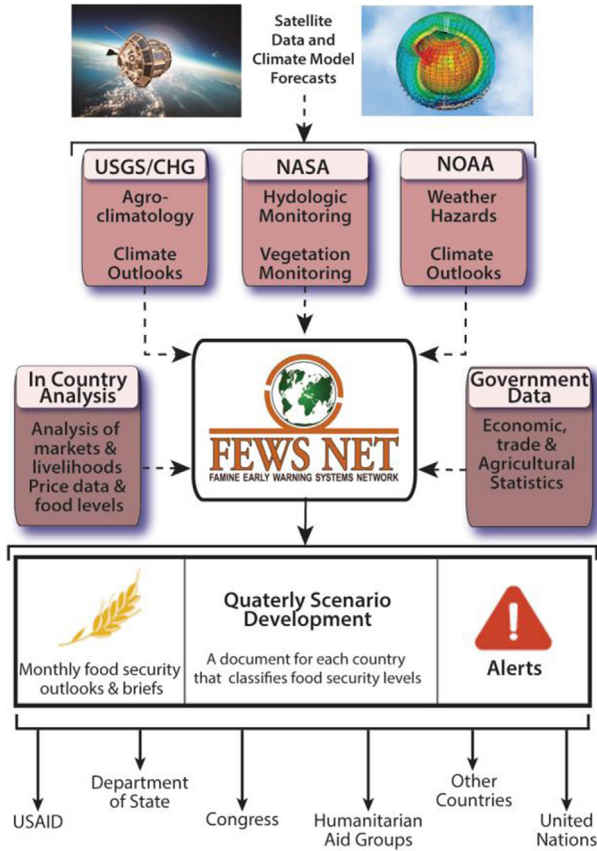 Satellite
Data and
Climate Model
Forecasts
USGS/CHG
Agro-
climatology
Climate
Outlooks
NASA
Hydrologic
Monitoring
Vegetation
Monitoring
NOAA
Weather
Hazards
Climate
Outlooks
In Country
Analysis
Analysis of
markets &
livelihoods
Price data &
food levels
FEWS NET
FAMINE EARLY WARNING SYSTEMS NETWORK
Government
Data
Economic,
trade &
Agricultural
Statistics
Monthly food security
outlooks & briefs
Quaterly Scenario
Development
A document for each country
that classifies food security levels
!
Alerts
USAID
Department
of State
Congress
Humanitarian
Aid Groups
Other
Countries
United
Nations